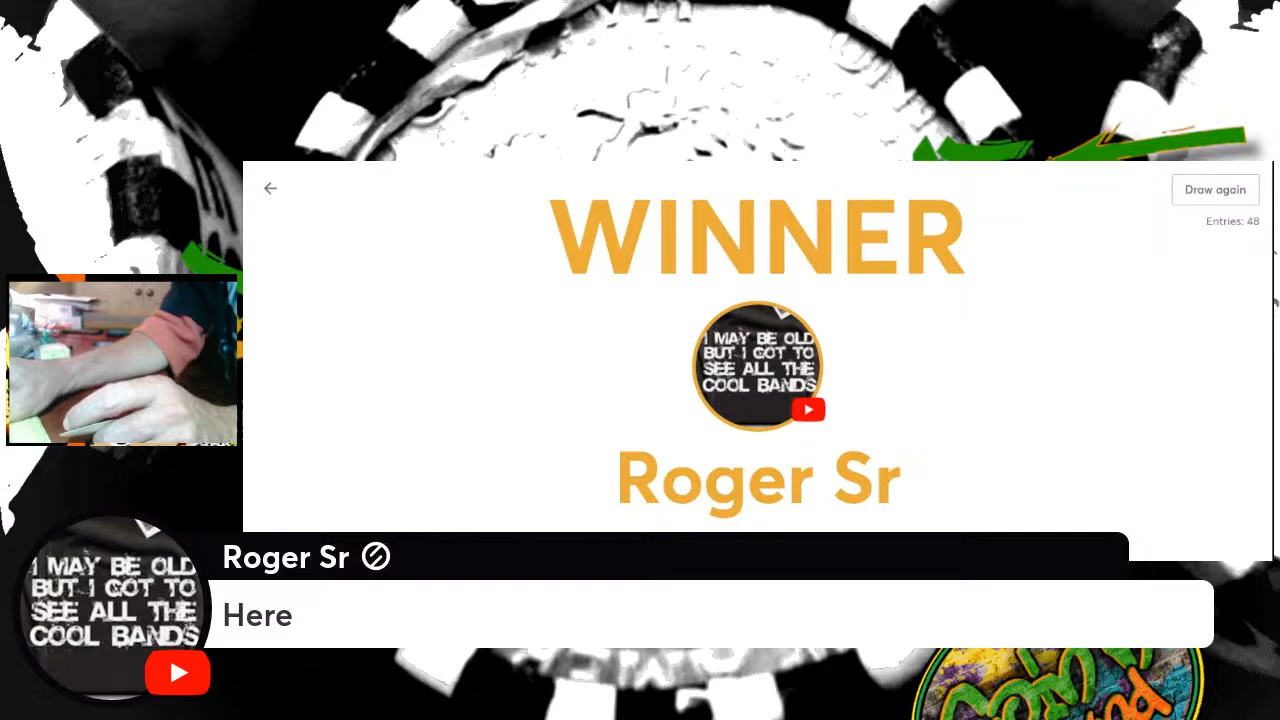 Draw again
Entries: 48
WINNER
I MAY BE OLD
BUT I GOT TO
SEE ALL THE
COOL BANDS
Roger Sr
Roger Sr
Here
I MAY BE OLD
BUT I GOT TO
SEE ALL THE
COOL BANDS